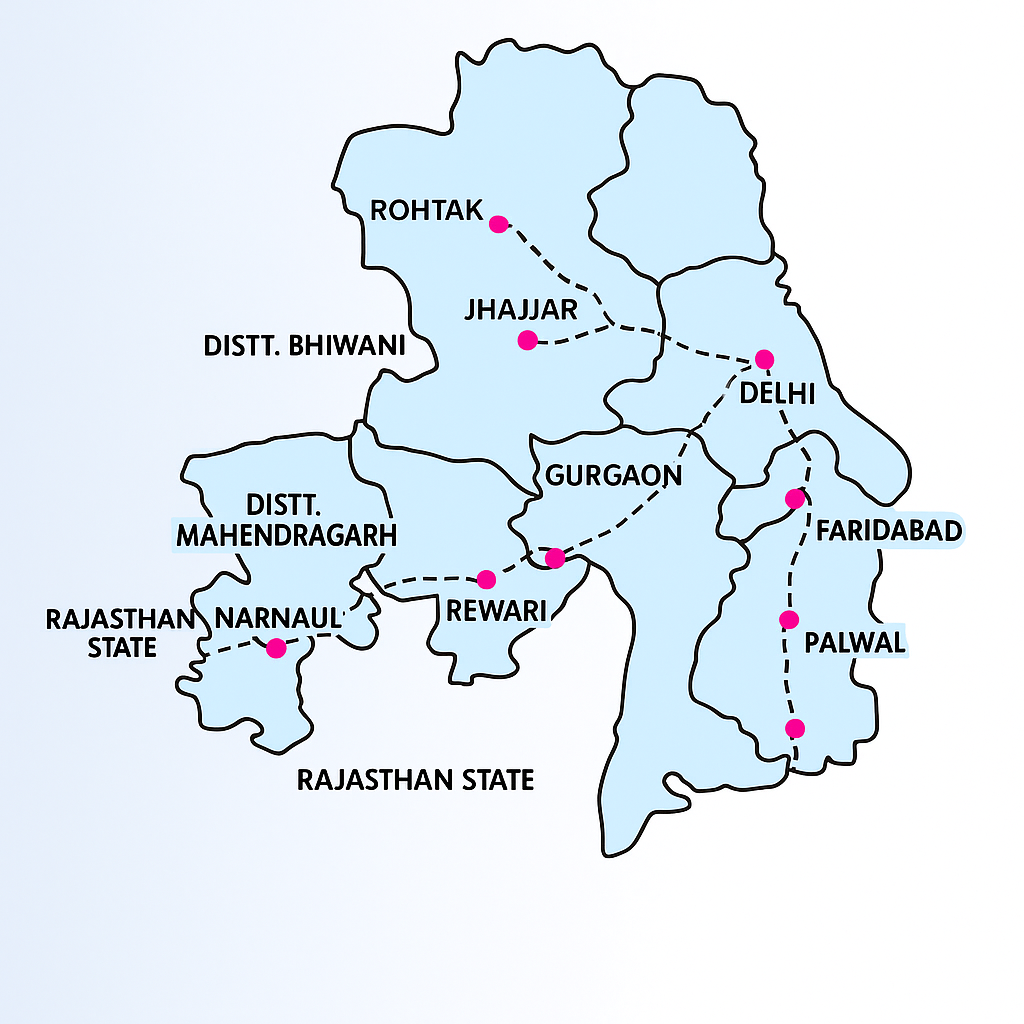 ROHTAK
JHAJJAR
DISTT. BHIWANI
DELHI
GURGAON
DISTT.
MAHENDRAGARH
FARIDABAD
RAJASTHAN
STATE
NARNAUL
REWARI
PALWAL
RAJASTHAN STATE